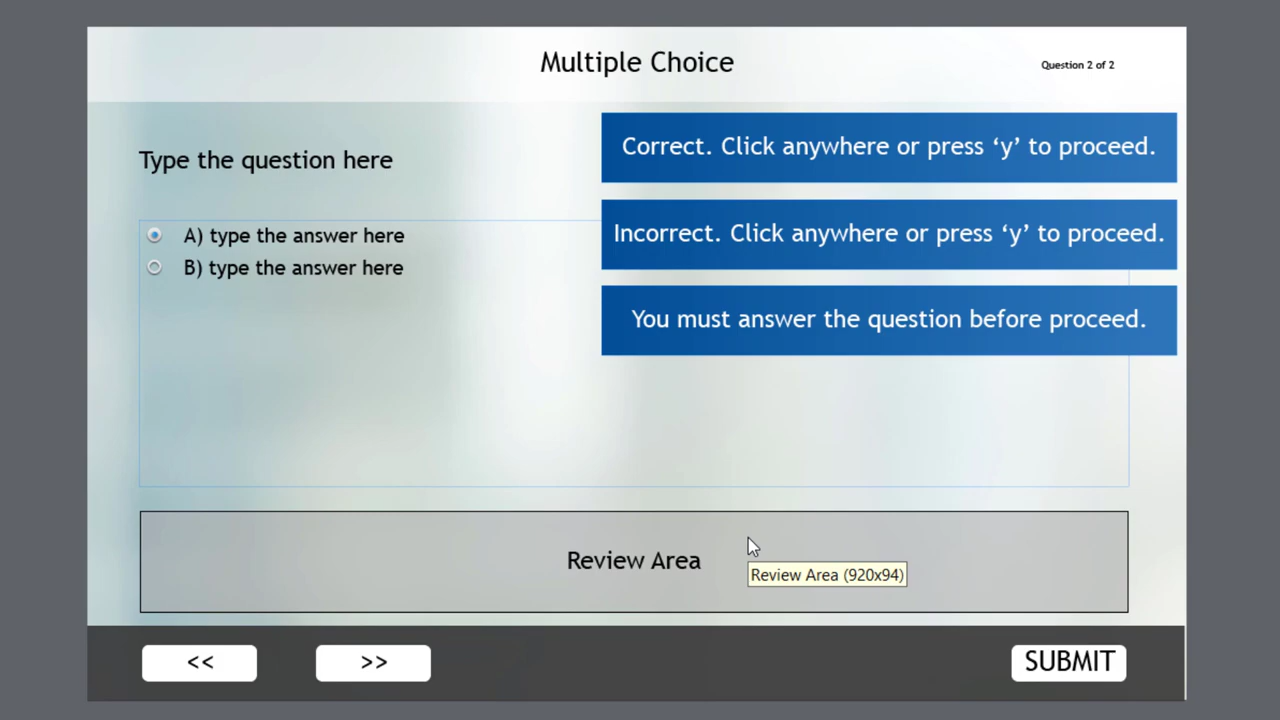 Multiple Choice
Question 2 of 2
Type the question here
Correct. Click anywhere or press ‘y’ to proceed.
Incorrect. Click anywhere or press ‘y’ to proceed.
You must answer the question before proceed.
A) type the answer here
B) type the answer here
Review Area
Review Area (920x94)
<<
>>
SUBMIT